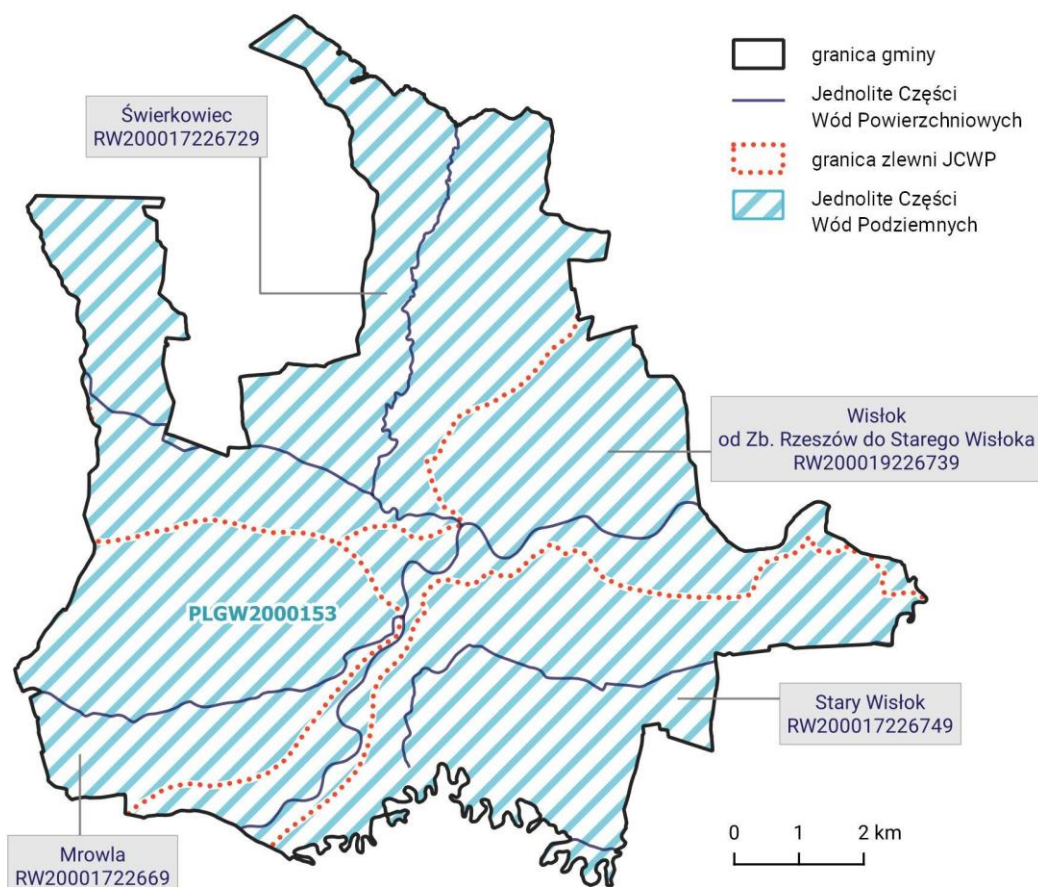 granica gminy
Jednolite Części
Wód Powierzchniowych
granica zlewni JCWP
Jednolite Części
Wód Podziemnych
Świerkowiec
RW200017226729
Wisłok
od Zb. Rzeszów do Starego Wisłoka
RW200019226739
PLGW2000153
Stary Wisłok
RW200017226749
Mrowla
RW20001722669
0 1 2 km